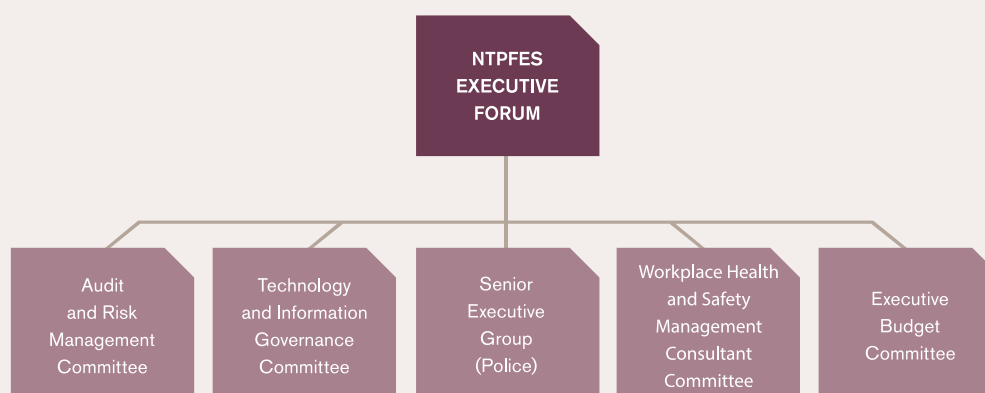 NTPFES
EXECUTIVE
FORUM
Audit
and Risk
Management
Committee
Technology
and Information
Governance
Committee
Senior
Executive
Group
(Police)
Workplace Health
and Safety
Management
Consultant
Committee
Executive
Budget
Committee